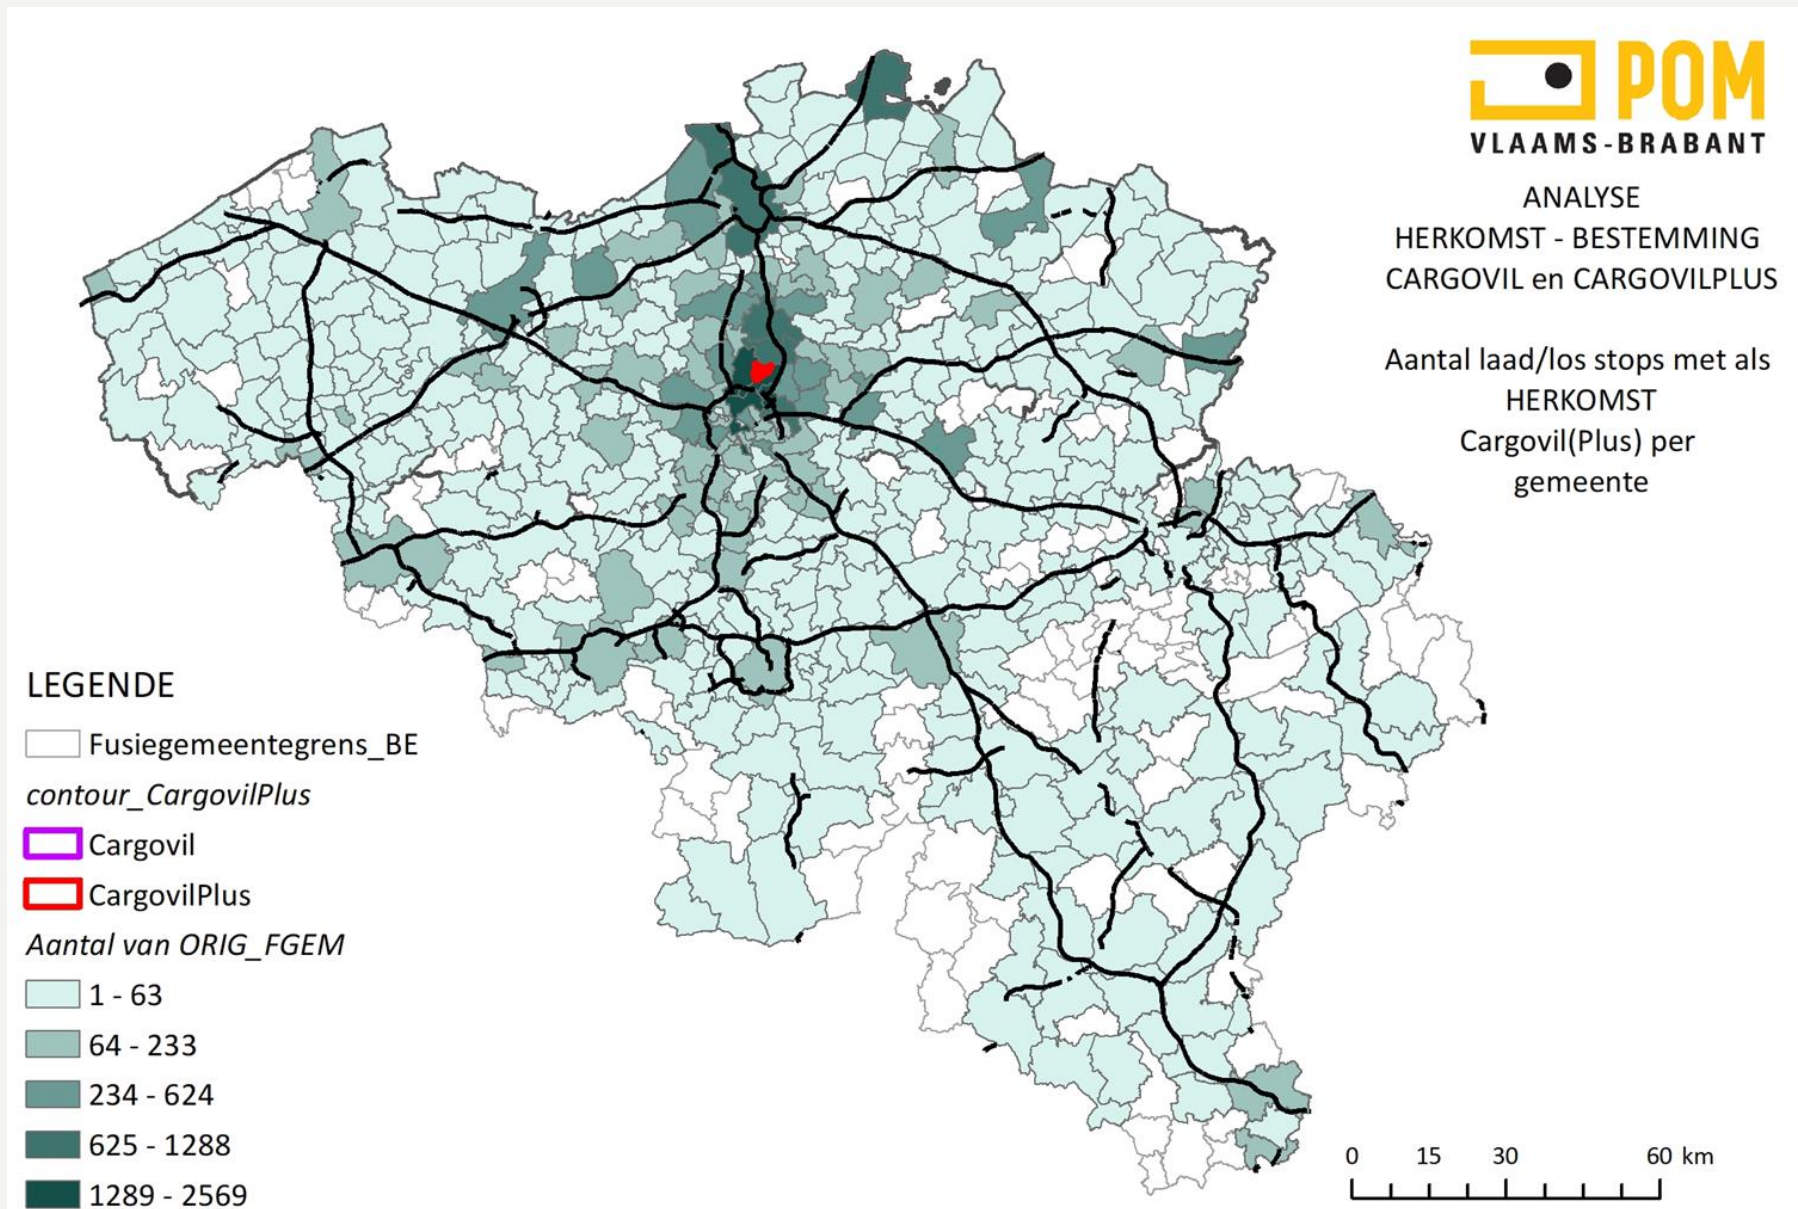 POM
VLAAMS-BRABANT
ANALYSE
HERKOMST - BESTEMMING
CARGOVIL en CARGOVILPLUS
Aantal laad/los stops met als
HERKOMST
Cargovil(Plus) per
gemeente
LEGENDE
Fusiegemeentegrens_BE
contour_CargovilPlus
Cargovil
CargovilPlus
Aantal van ORIG_FGEM
1 - 63
64 - 233
234 - 624
625 - 1288
1289 - 2569
0 15 30 60 km